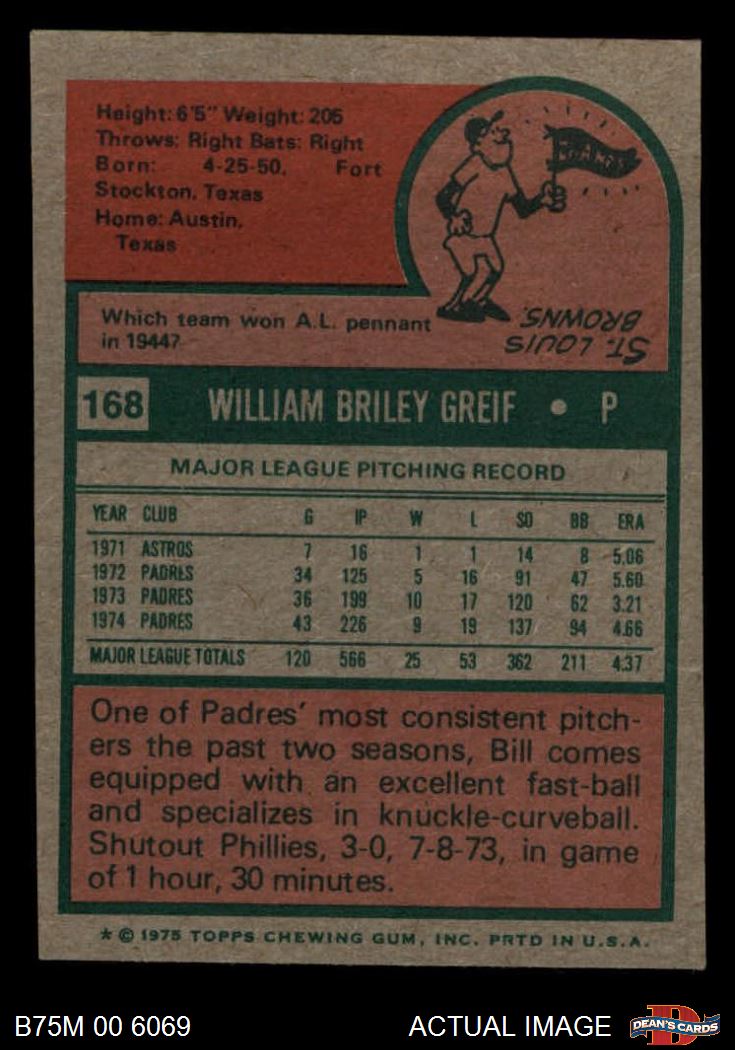 Height: 6'5" Weight: 205
Throws: Right Bats: Right
Born: 4-25-50, Fort
Stockton, Texas
Home: Austin,
Texas
CHAMPS
Which team won A.L. pennant
in 1944?
ST. LOUIS
BROWNS.
168 WILLIAM BRILEY GREIF • P
MAJOR LEAGUE PITCHING RECORD
YEAR CLUB G IP W L SO BB ERA
1971 ASTROS 7 16 1 1 14 8 5.06
1972 PADRES 34 125 5 16 91 47 5.60
1973 PADRES 36 199 10 17 120 62 3.21
1974 PADRES 43 226 9 19 137 94 4.66
MAJOR LEAGUE TOTALS 120 566 25 53 362 211 4.37
One of Padres' most consistent pitch-
ers the past two seasons, Bill comes
equipped with an excellent fast-ball
and specializes in knuckle-curveball.
Shutout Phillies, 3-0, 7-8-73, in game
of 1 hour, 30 minutes.
* © 1975 TOPPS CHEWING GUM, INC. PRTD IN U.S.A.
B75M 00 6069 ACTUAL IMAGE DEAN'S CARDS